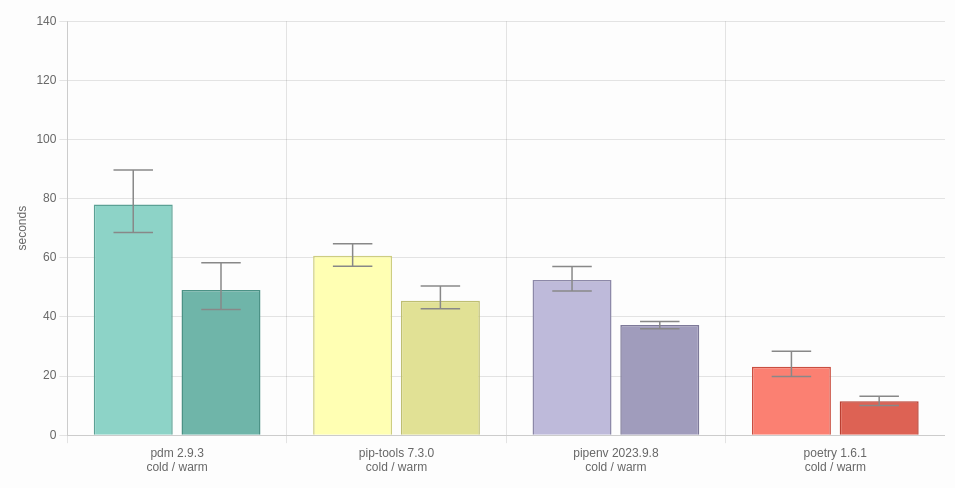 140
120
100
80
60
40
20
0
seconds
pdm 2.9.3
cold / warm
pip-tools 7.3.0
cold / warm
pipenv 2023.9.8
cold / warm
poetry 1.6.1
cold / warm